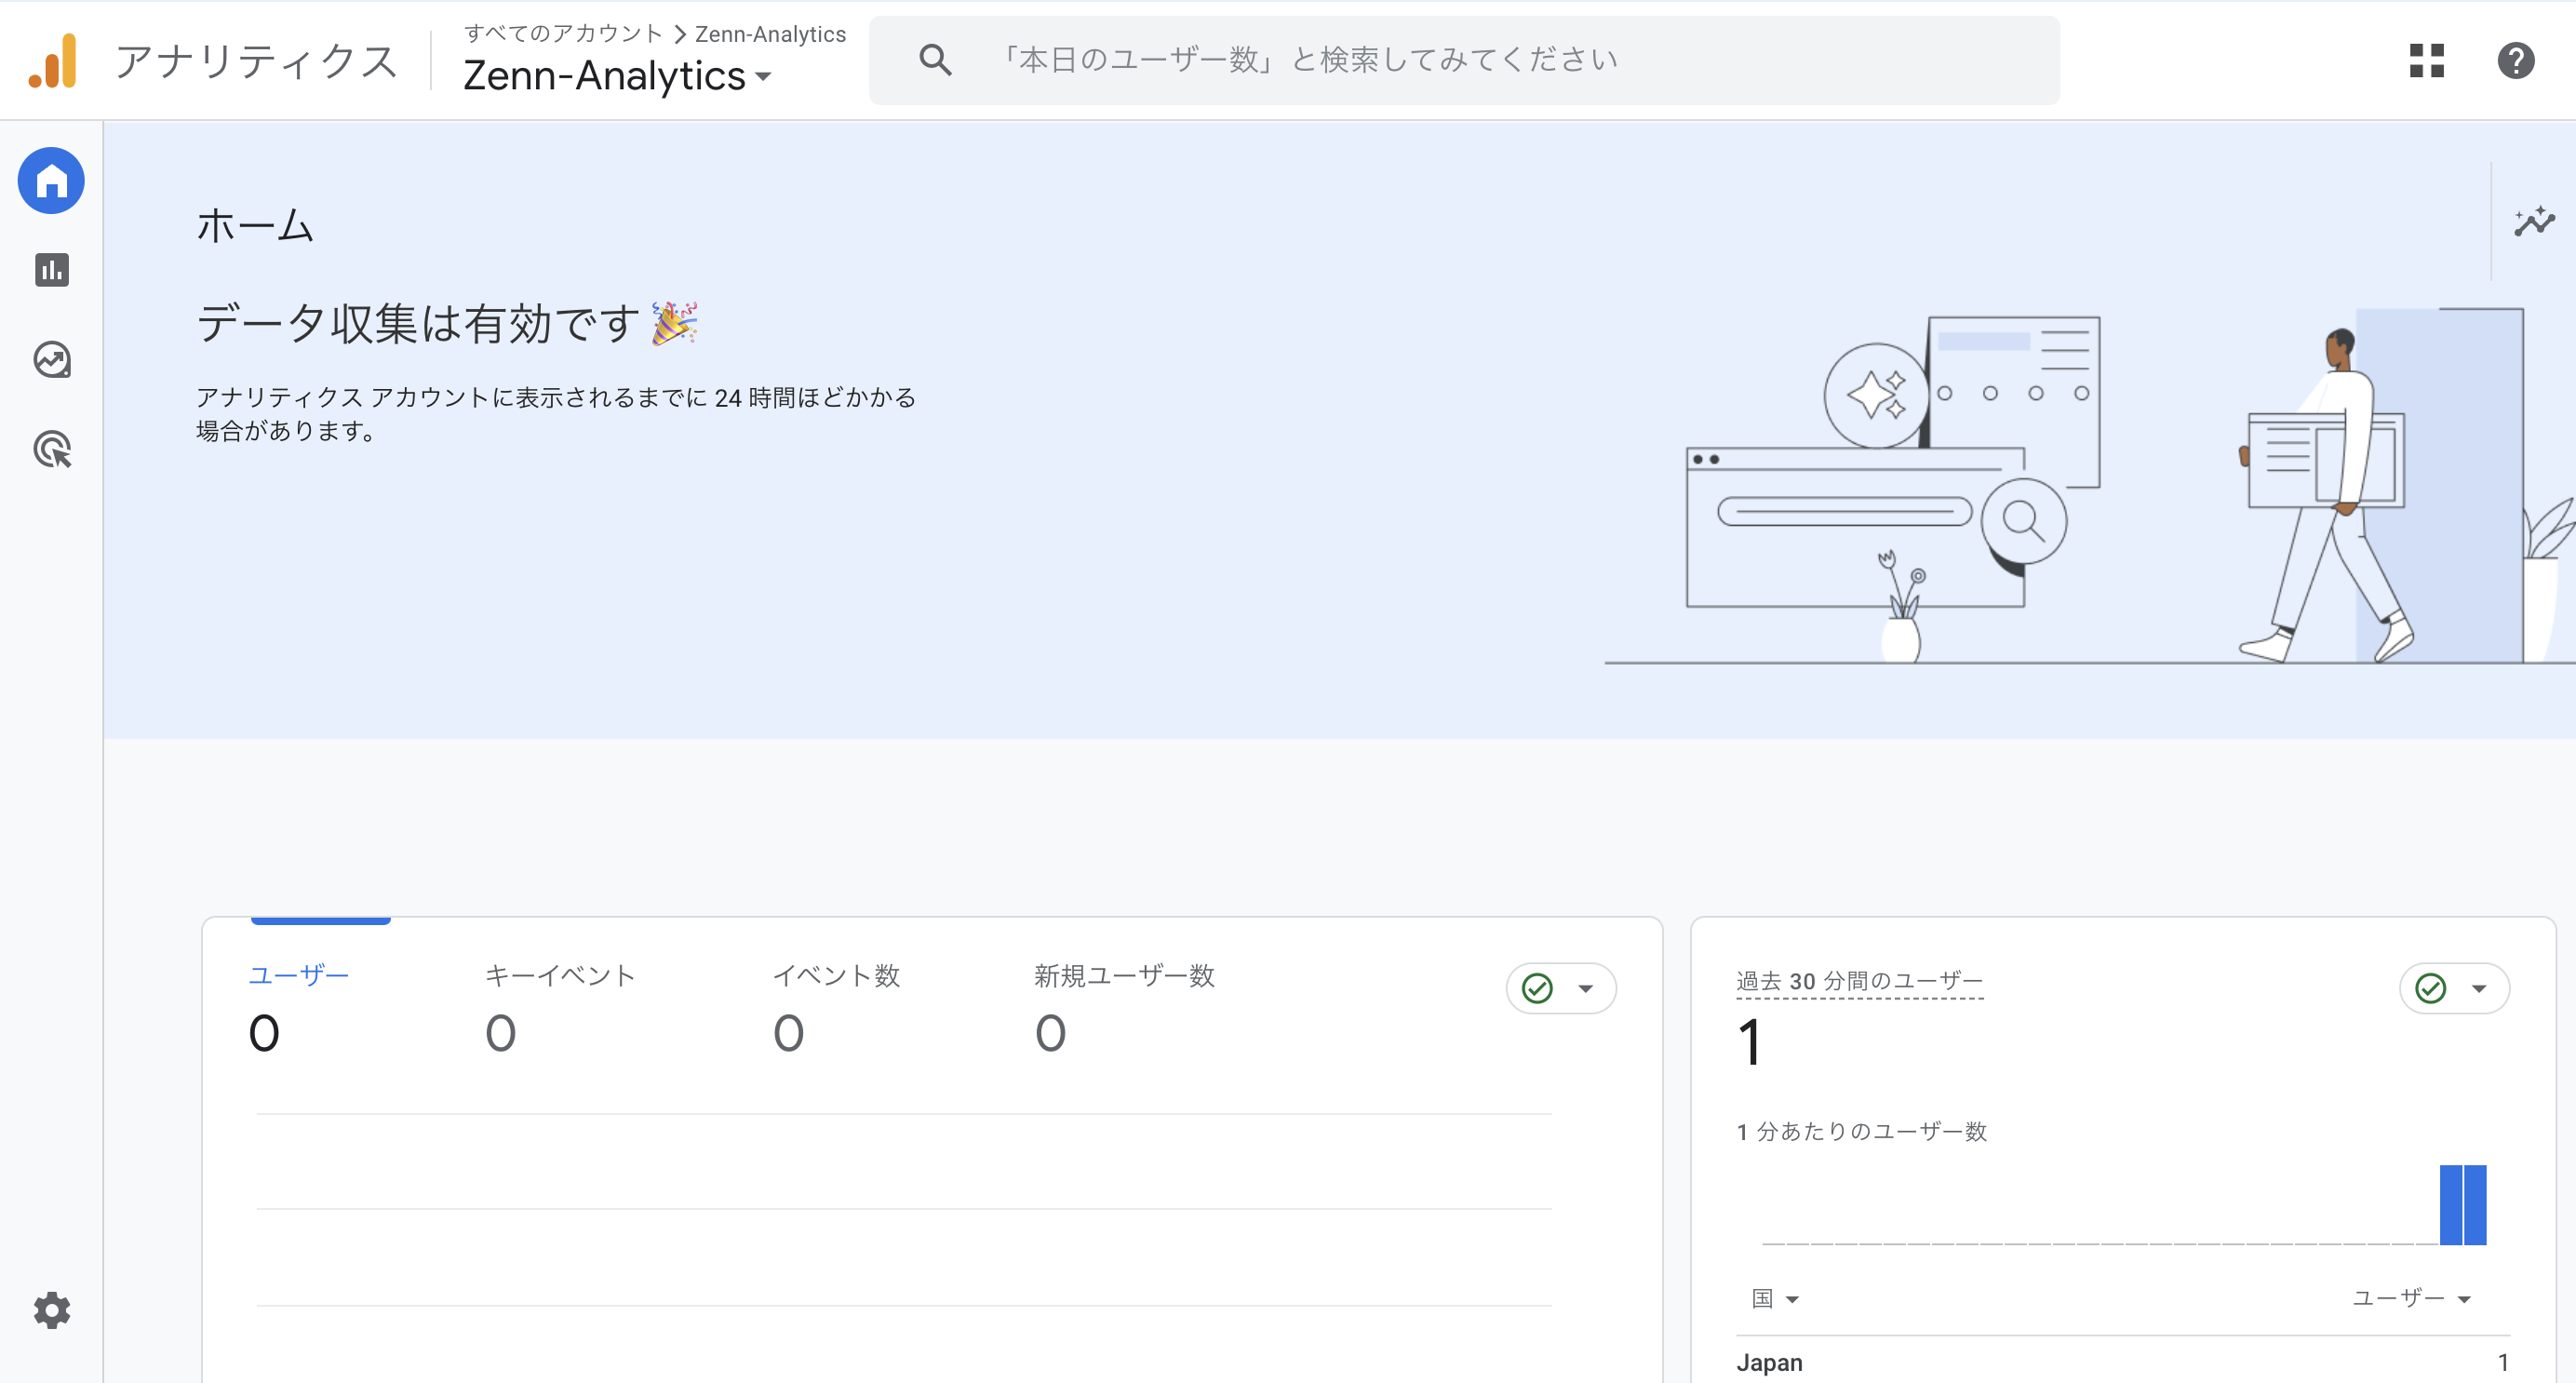 アナリティクス
すべてのアカウント > Zenn-Analytics
Zenn-Analytics
「本日のユーザー数」と検索してみてください
ホーム
データ収集は有効です🎉
アナリティクス アカウントに表示されるまでに 24 時間ほどかかる
場合があります。
ユーザー
0
キーイベント
0
イベント数
0
新規ユーザー数
0
過去 30 分間のユーザー
1
1 分あたりのユーザー数
国
ユーザー
Japan
1